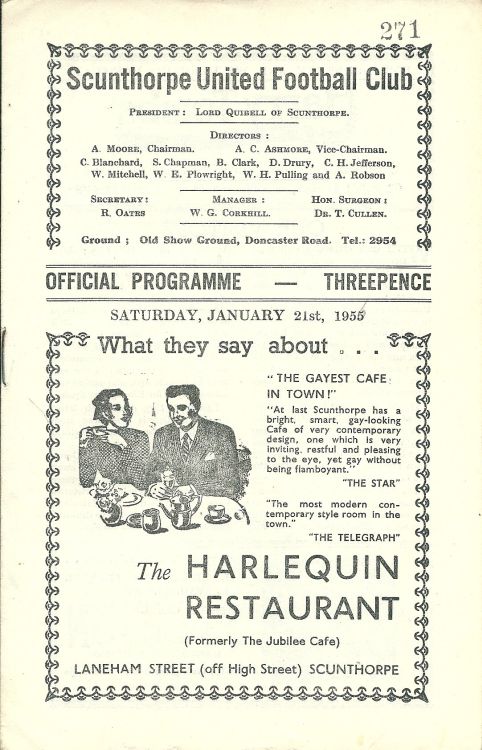 271
Scunthorpe United Football Club
PRESIDENT: LORD QUIBELL OF SCUNTHORPE.
DIRECTORS:
A. MOORE, Chairman. A. C. ASHMORE, Vice-Chairman.
C. Blanchard, S. Chapman, B. Clark, D. Drury, C. H. Jefferson,
W. Mitchell, W. E. Plowright, W. H. Pulling and A. Robson
SECRETARY: MANAGER: HON. SURGEON:
R. OATES W. G. CORKHILL. DR. T. CULLEN.
Ground; Old Show Ground, Doncaster Road. Tel.: 2954
OFFICIAL PROGRAMME — THREEPENCE
SATURDAY, JANUARY 21st, 1955
What they say about . . .
"THE GAYEST CAFE
IN TOWN!"
"At last Scunthorpe has a
bright, smart, gay-looking
Cafe of very contemporary
design, one which is very
inviting, restful and pleasing
to the eye, yet gay without
being flamboyant."
"THE STAR"
"The most modern con-
temporary style room in the
town."
"THE TELEGRAPH"
The HARLEQUIN
RESTAURANT
(Formerly The Jubilee Cafe)
LANEHAM STREET (off High Street) SCUNTHORPE